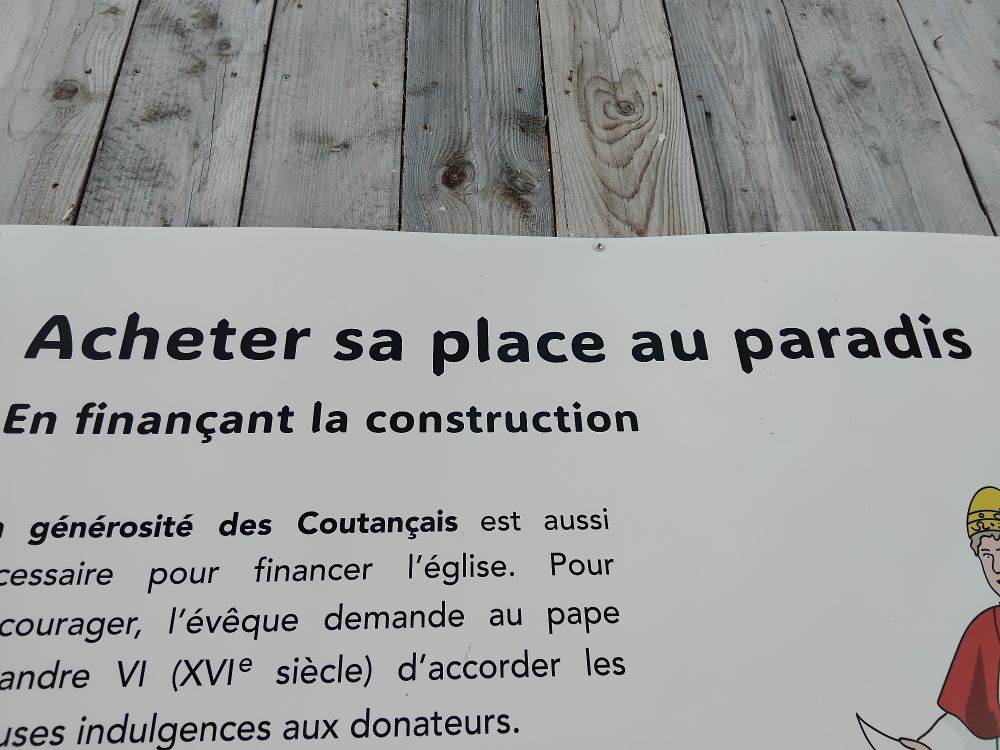 Acheter sa place au paradis
En finançant la construction
générosité des Coutançais est aussi
cessaire pour financer l'église. Pour
courager, l'évêque demande au pape
andre VI (XVIe siècle) d'accorder les
uses indulgences aux donateurs.